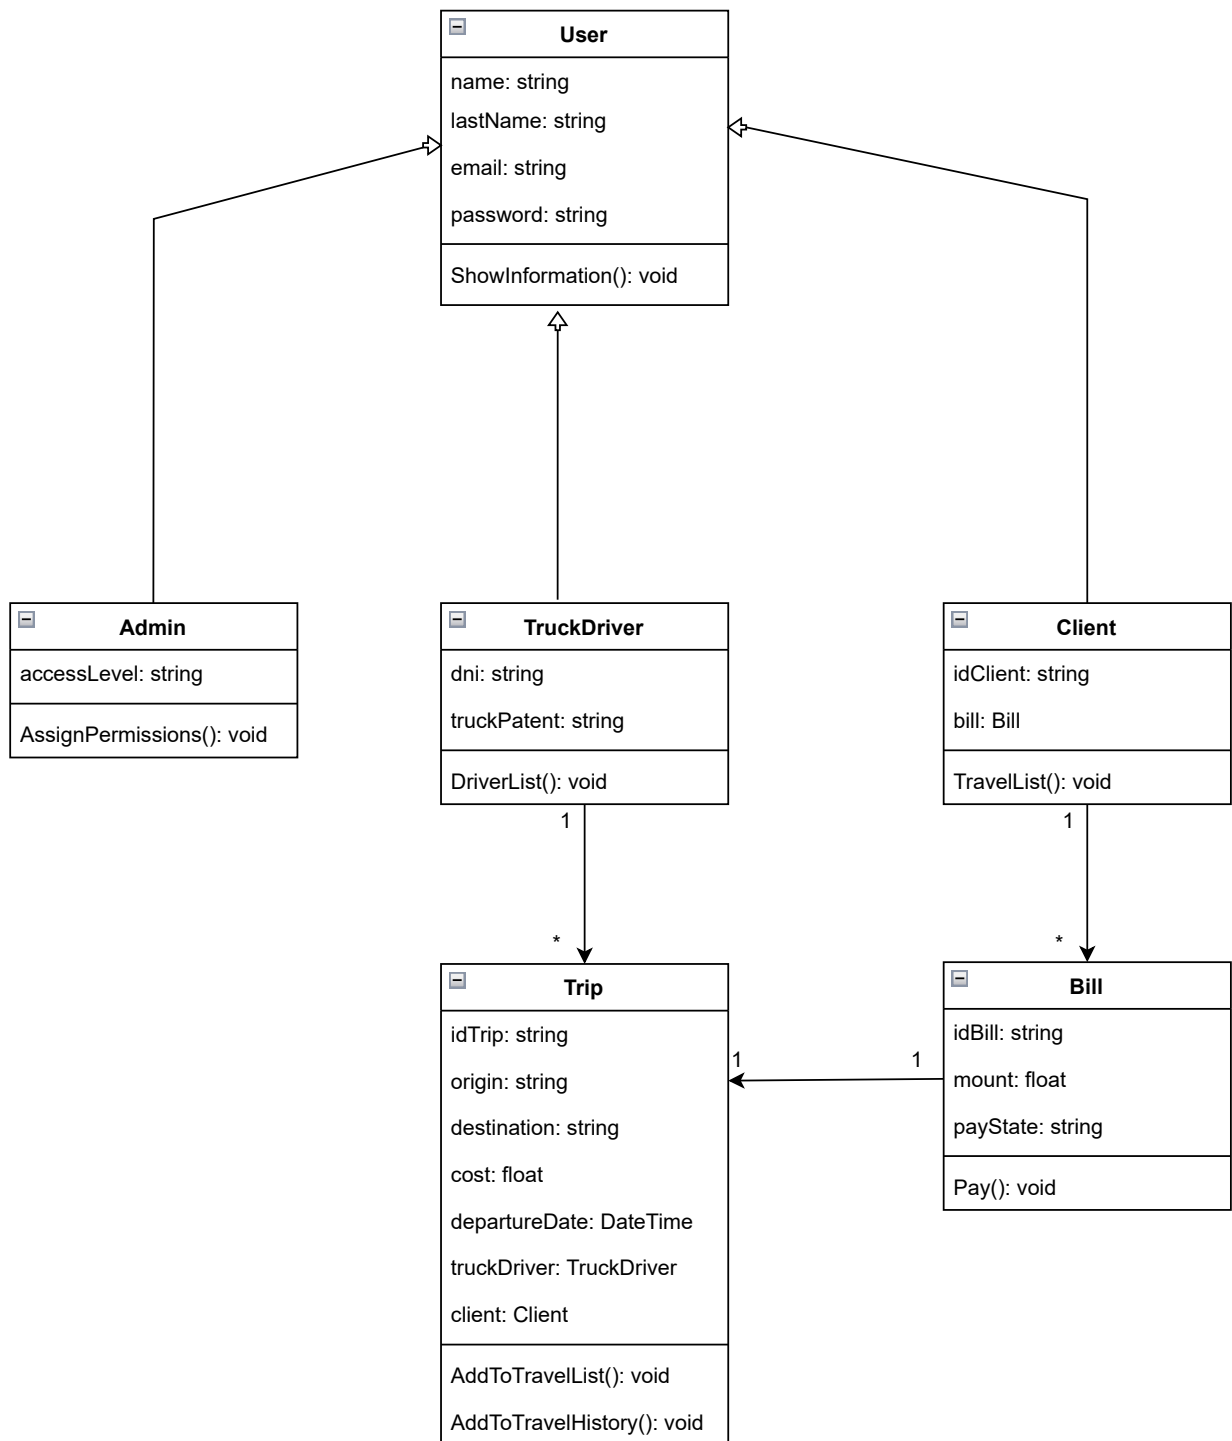 User
name: string
lastName: string
email: string
password: string
ShowInformation(): void
Admin
accessLevel: string
AssignPermissions(): void
TruckDriver
dni: string
truckPatent: string
DriverList(): void
Client
idClient: string
bill: Bill
TravelList(): void
1
*
1
*
Trip
idTrip: string
origin: string
destination: string
cost: float
departureDate: DateTime
truckDriver: TruckDriver
client: Client
AddToTravelList(): void
AddToTravelHistory(): void
1
1
Bill
idBill: string
mount: float
payState: string
Pay(): void